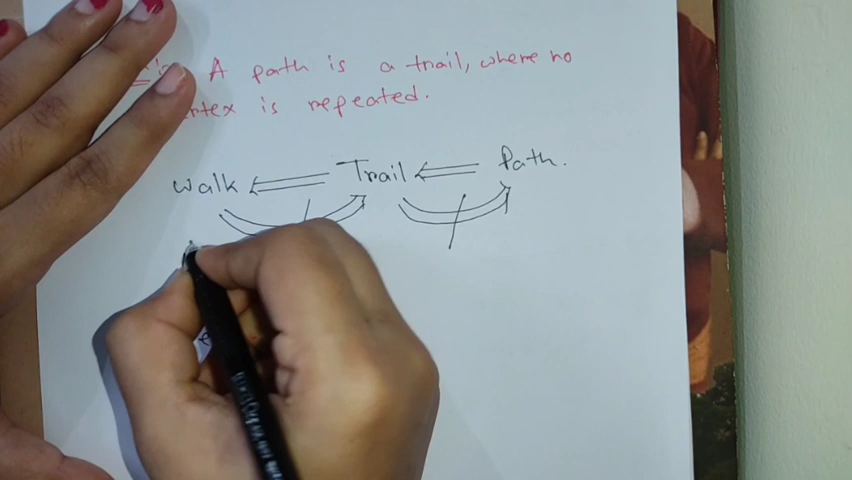 A path is a trail, where no
is repeated.
Walk ⇐ Trail ⇐ Path.